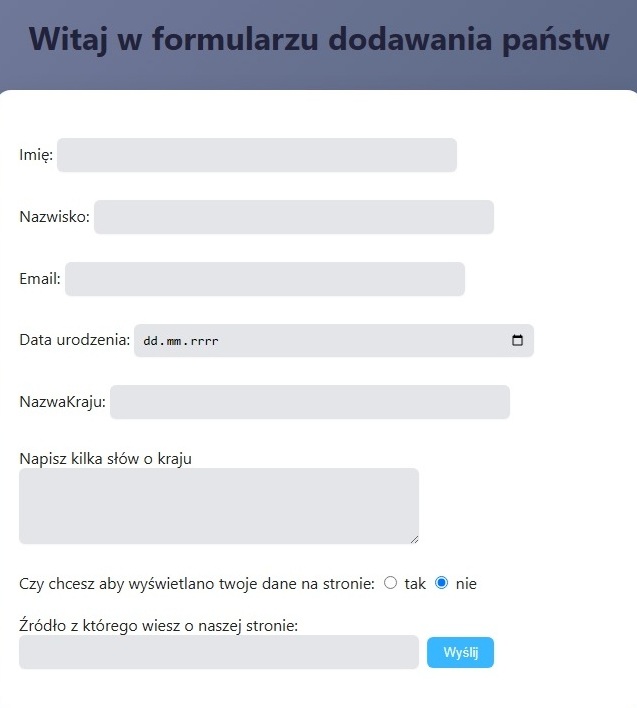 Witaj w formularzu dodawania państw
Imię:
Nazwisko:
Email:
Data urodzenia: dd.mm.rrrr
NazwaKraju:
Napisz kilka słów o kraju
Czy chcesz aby wyświetlano twoje dane na stronie: tak nie
Źródło z którego wiesz o naszej stronie:
Wyślij